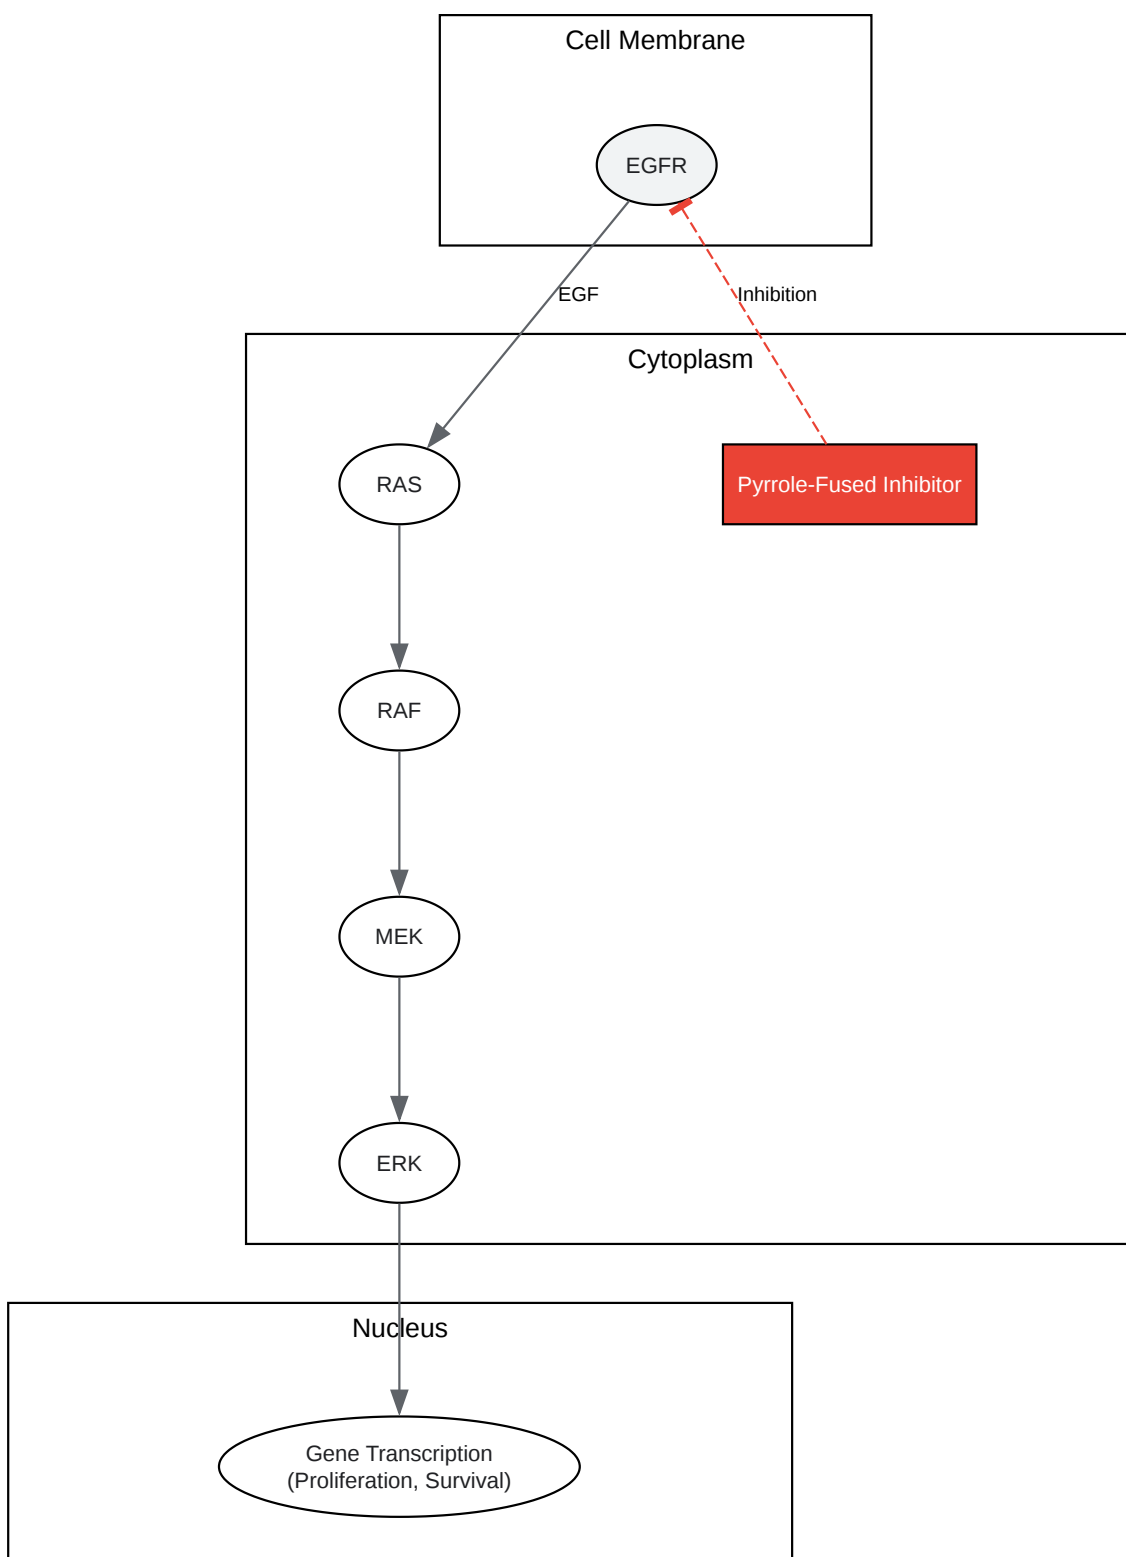 Cell Membrane
EGFR
EGF
Inhibition
Cytoplasm
RAS
Pyrrole-Fused Inhibitor
RAF
MEK
ERK
Nucleus
Gene Transcription
(Proliferation, Survival)